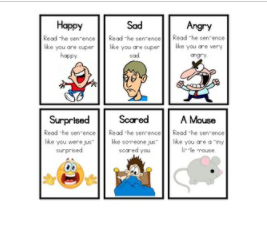 Happy
Read the sentence
like you are super
happy
Sad
Read the sentence
like you are super
sad
Angry
Read the sentence
like you are very
angry
Surprised
Read the sentence
like you were just
surprised
Scared
Read the sentence
like someone just
scared you
A Mouse
Read the sentence
like you are a tiny
little mouse